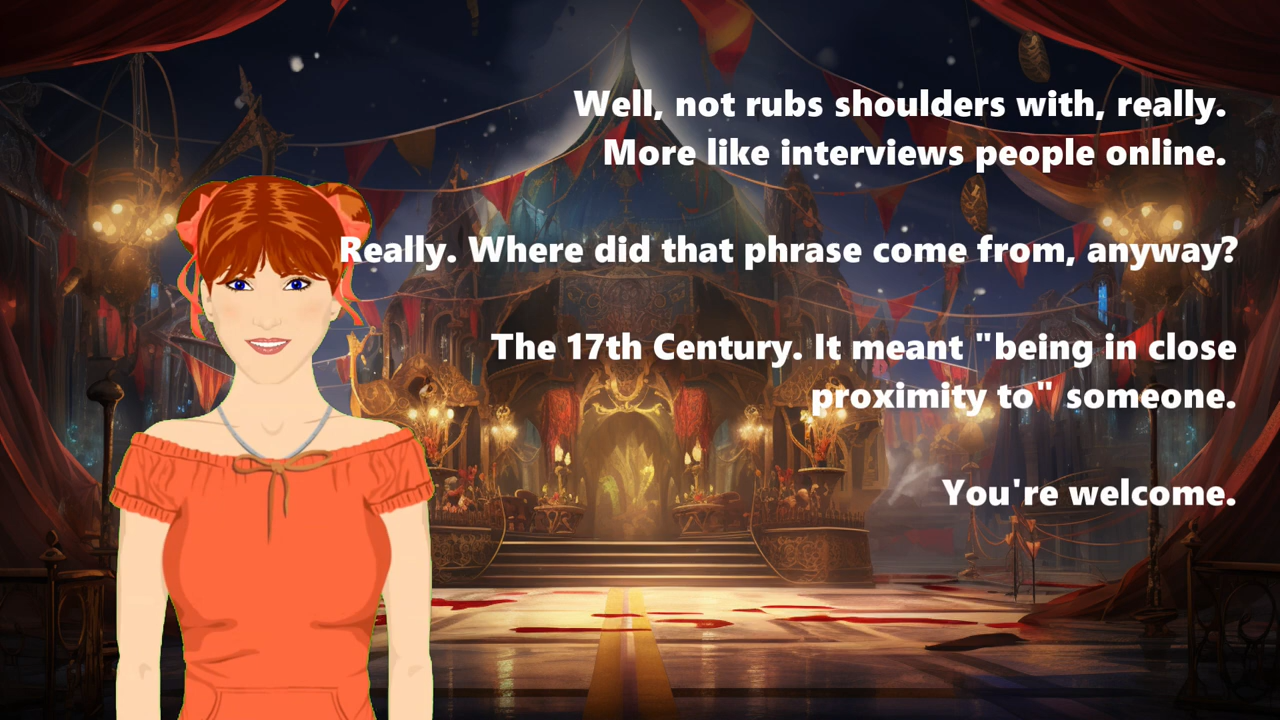 Well, not rubs shoulders with, really.
More like interviews people online.
Really. Where did that phrase come from, anyway?
The 17th Century. It meant "being in close
proximity to" someone.
You're welcome.